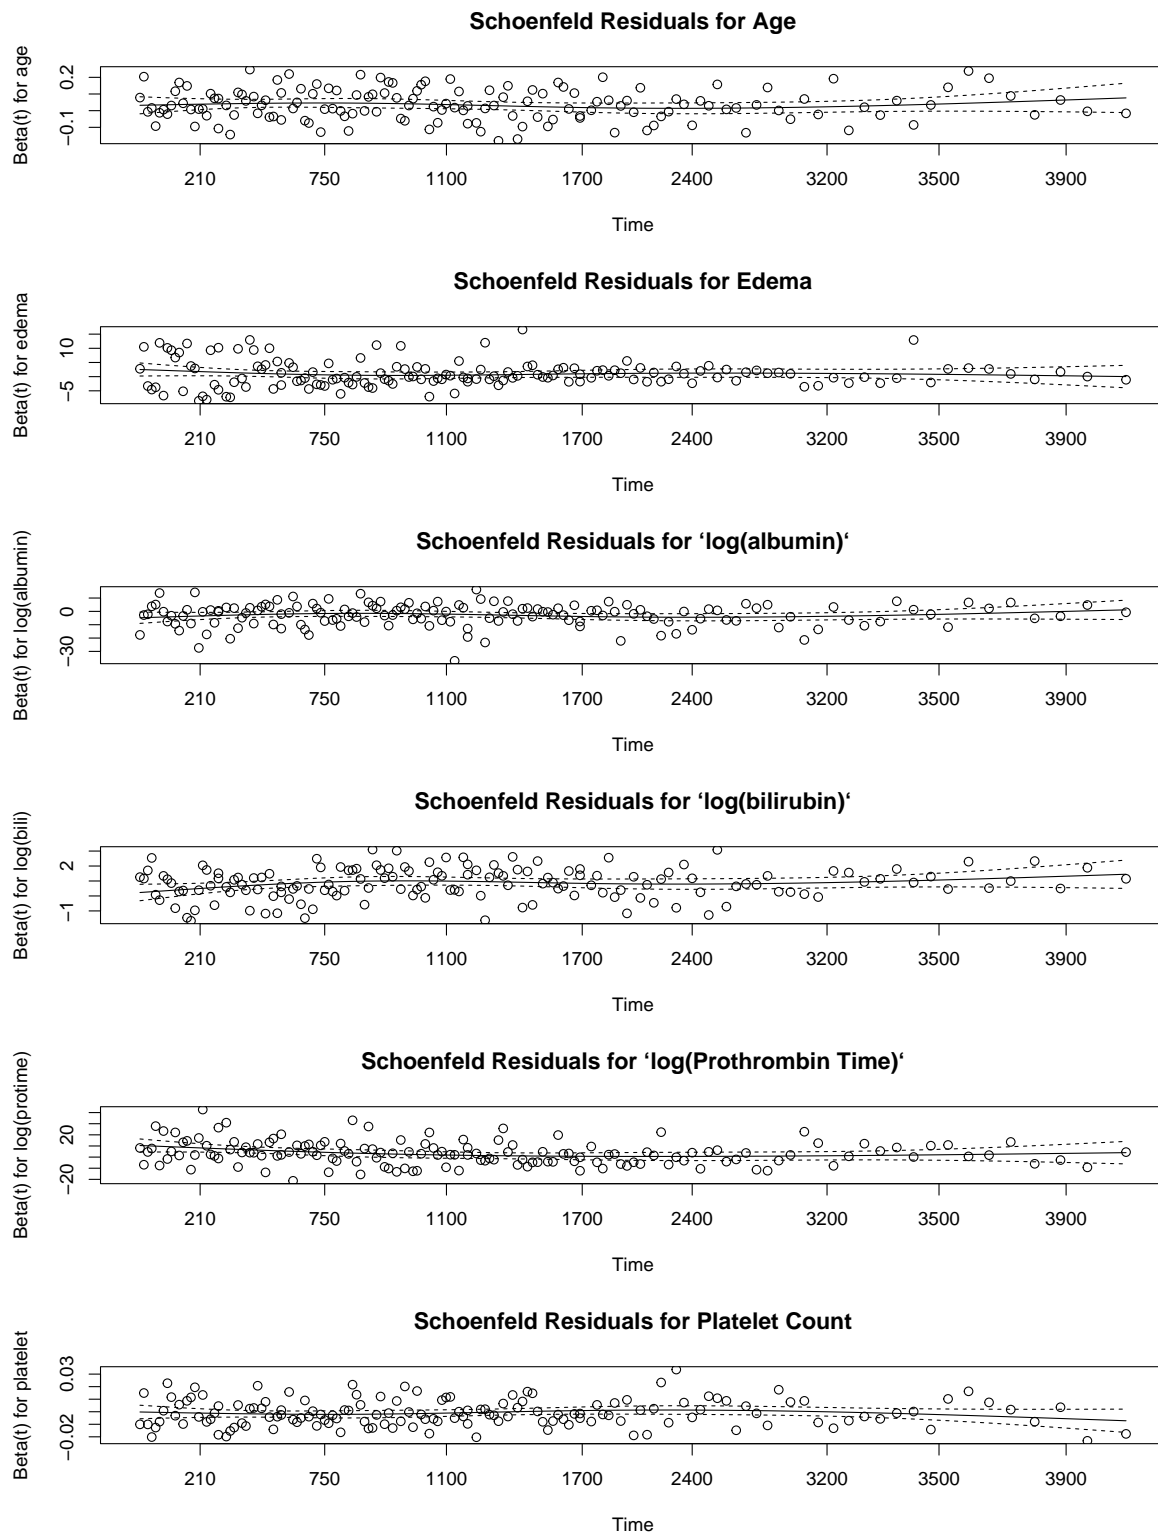 Schoenfeld Residuals for Age
Beta(t) for age
0.2
−0.1
210 750 1100 1700 2400 3200 3500 3900
Time
Schoenfeld Residuals for Edema
Beta(t) for edema
10
−5
210 750 1100 1700 2400 3200 3500 3900
Time
Schoenfeld Residuals for ‘log(albumin)‘
Beta(t) for log(albumin)
0
−30
210 750 1100 1700 2400 3200 3500 3900
Time
Schoenfeld Residuals for ‘log(bilirubin)‘
Beta(t) for log(bili)
2
−1
210 750 1100 1700 2400 3200 3500 3900
Time
Schoenfeld Residuals for ‘log(Prothrombin Time)‘
Beta(t) for log(protime)
20
−20
210 750 1100 1700 2400 3200 3500 3900
Time
Schoenfeld Residuals for Platelet Count
Beta(t) for platelet
0.03
−0.02
210 750 1100 1700 2400 3200 3500 3900
Time